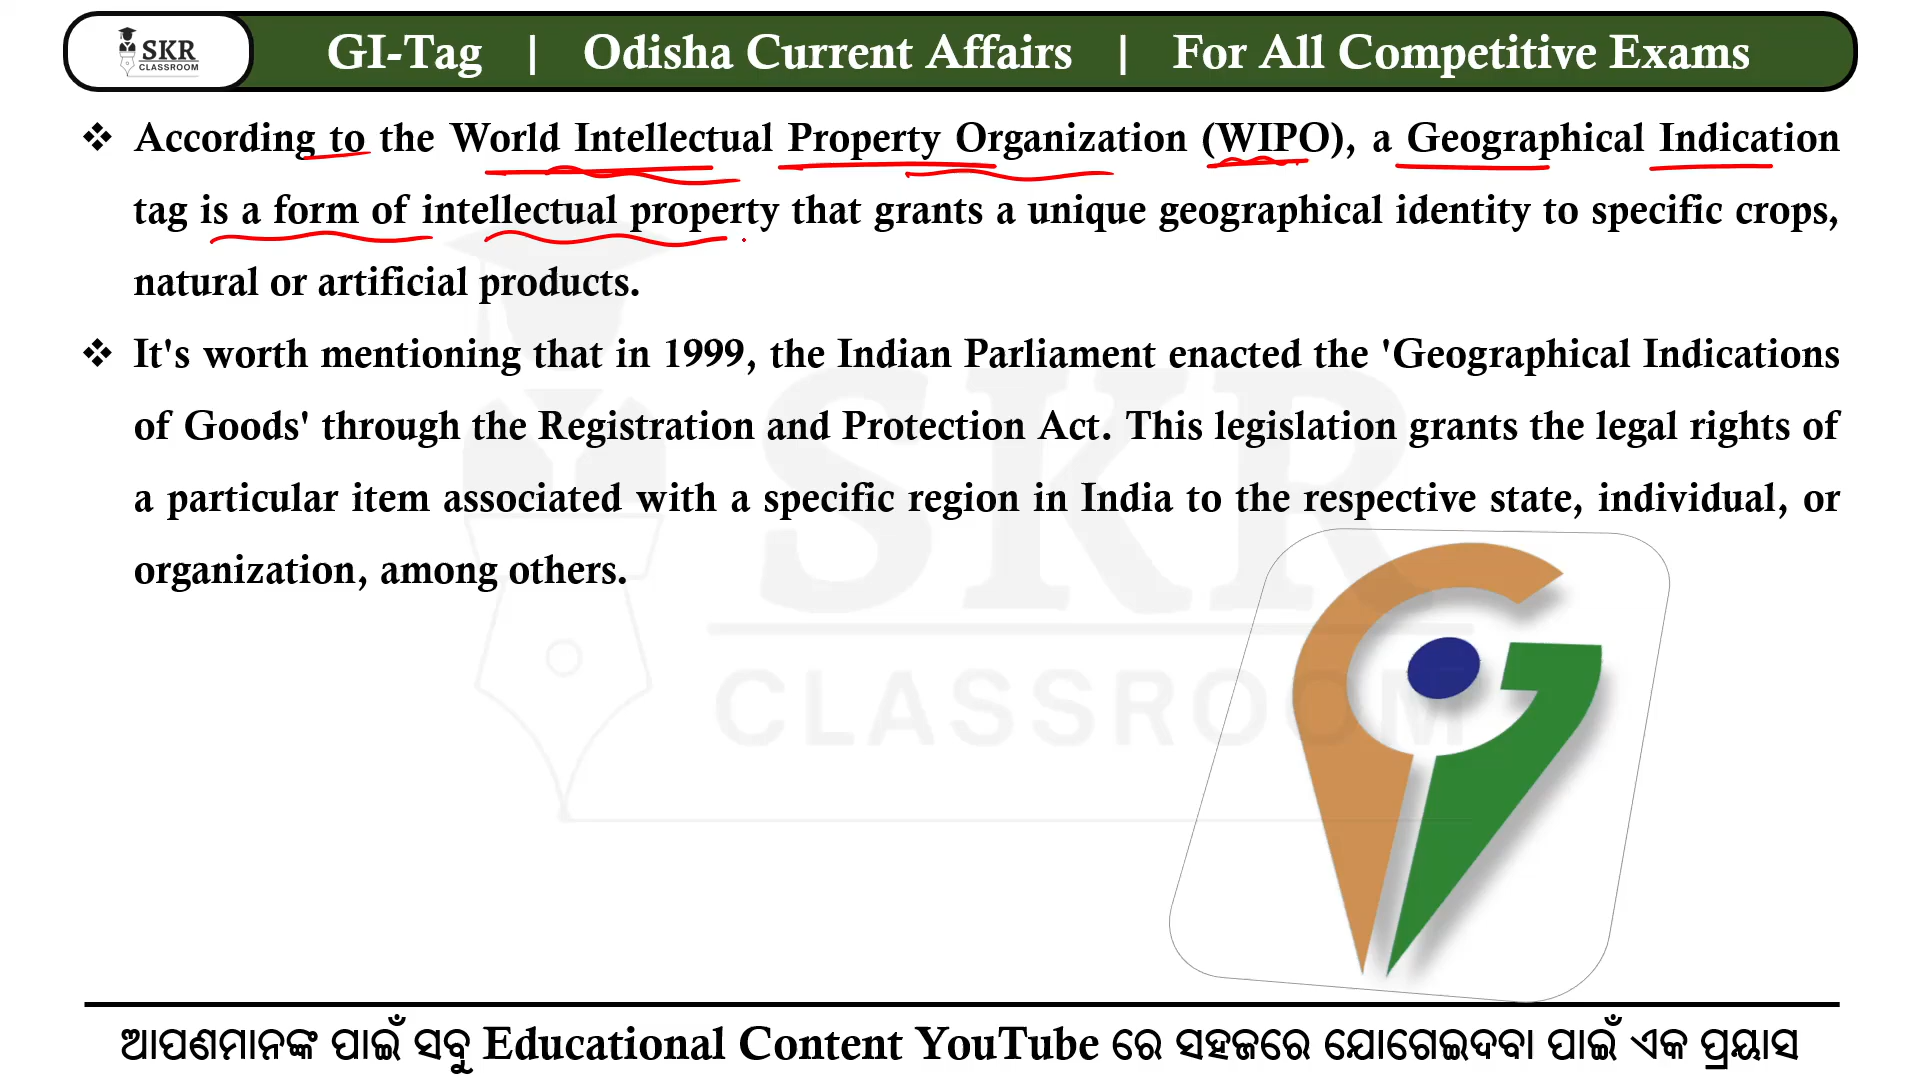 SKR
CLASSROOM
GI-Tag | Odisha Current Affairs | For All Competitive Exams
❖ According to the World Intellectual Property Organization (WIPO), a Geographical Indication
tag is a form of intellectual property that grants a unique geographical identity to specific crops,
natural or artificial products.
❖ It's worth mentioning that in 1999, the Indian Parliament enacted the 'Geographical Indications
of Goods' through the Registration and Protection Act. This legislation grants the legal rights of
a particular item associated with a specific region in India to the respective state, individual, or
organization, among others.
SKR
CLASSROOM
ଆପଣମାନଙ୍କ ପାଇଁ ସବୁ Educational Content YouTube ରେ ସହଜରେ ଯୋଗେଇଦବା ପାଇଁ ଏକ ପ୍ରୟାସ